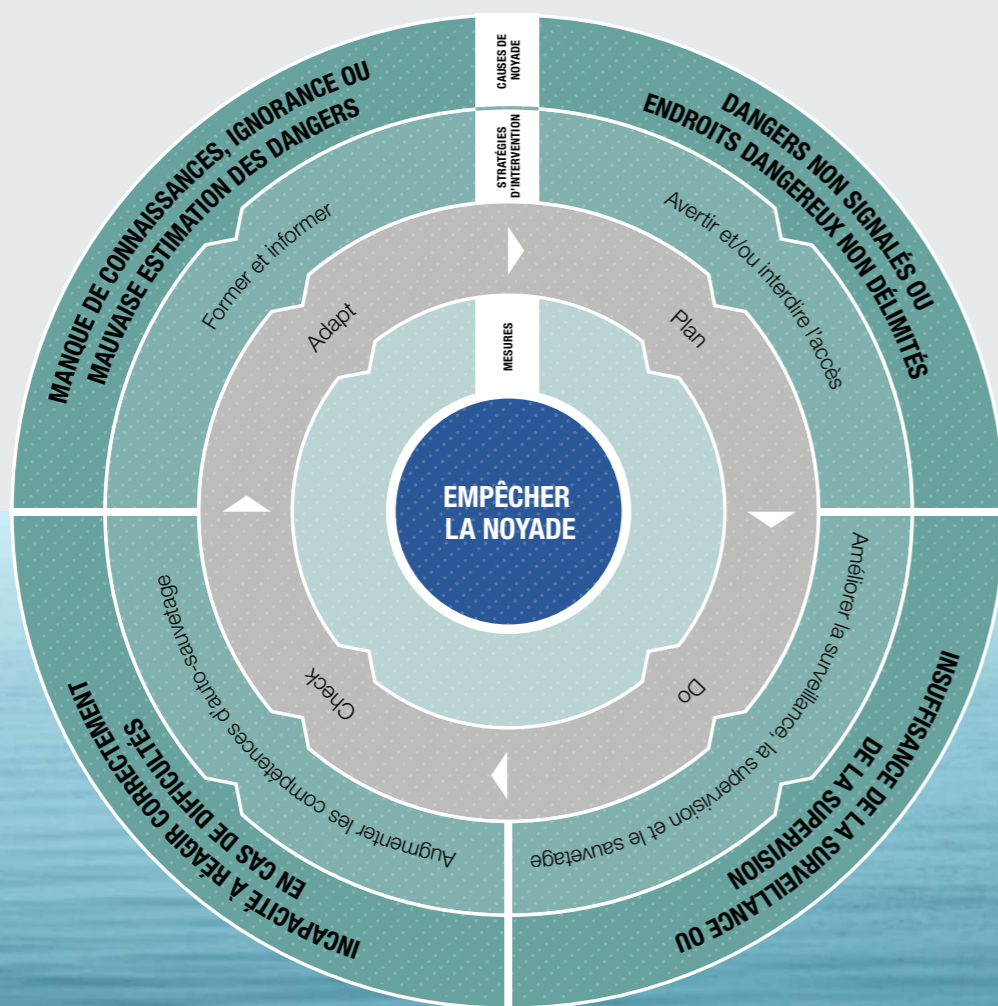 CAUSES DE
NOYADE
STRATÉGIES
D'INTERVENTION
MESURES
EMPÊCHER
LA NOYADE
MANQUE DE CONNAISSANCES, IGNORANCE OU
MAUVAISE ESTIMATION DES DANGERS
Former et informer
Adapt
DANGERS NON SIGNALÉS OU
ENDROITS DANGEREUX NON DÉLIMITÉS
Avertir et/ou interdire l'accès
Plan
INSUFFISANCE DE LA SURVEILLANCE OU
DE LA SUPERVISION
Améliorer la surveillance, la supervision et le sauvetage
Do
INCAPACITÉ À RÉAGIR CORRECTEMENT
EN CAS DE DIFFICULTÉS
Augmenter les compétences d'auto-sauvetage
Check